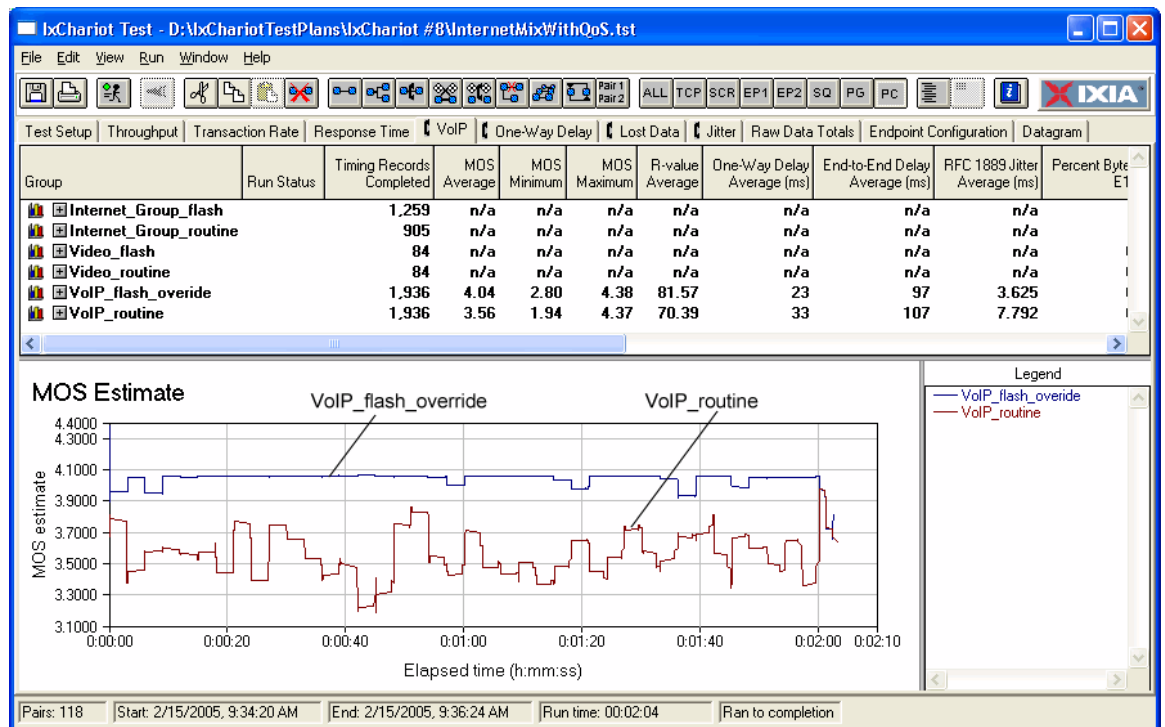 IxChariot Test - D:\IxChariotTestPlans\IxChariot #8\InternetMixWithQoS.tst
File Edit View Run Window Help
Pair 1 Pair 2 ALL TCP SCR EP1 EP2 SQ PG PC i IXIA
Test Setup Throughput Transaction Rate Response Time VoIP One-Way Delay Lost Data Jitter Raw Data Totals Endpoint Configuration Datagram
Group Run Status Timing Records Completed MOS Average MOS Minimum MOS Maximum R-value Average One-Way Delay Average (ms) End-to-End Delay Average (ms) RFC 1889 Jitter Average (ms) Percent Byte E1
Internet_Group_flash 1,259 n/a n/a n/a n/a n/a n/a n/a
Internet_Group_routine 905 n/a n/a n/a n/a n/a n/a n/a
Video_flash 84 n/a n/a n/a n/a n/a n/a n/a
Video_routine 84 n/a n/a n/a n/a n/a n/a n/a
VoIP_flash_overide 1,936 4.04 2.80 4.38 81.57 23 97 3.625
VoIP_routine 1,936 3.56 1.94 4.37 70.39 33 107 7.792
MOS Estimate
VoIP_flash_override VoIP_routine
4.4000
4.3000
4.1000
3.9000
3.7000
3.5000
3.3000
3.1000
MOS estimate
0:00:00 0:00:20 0:00:40 0:01:00 0:01:20 0:01:40 0:02:00 0:02:10
Elapsed time (h:mm:ss)
Legend
VoIP_flash_overide
VoIP_routine
Pairs: 118 Start: 2/15/2005, 9:34:20 AM End: 2/15/2005, 9:36:24 AM Run time: 00:02:04 Ran to completion